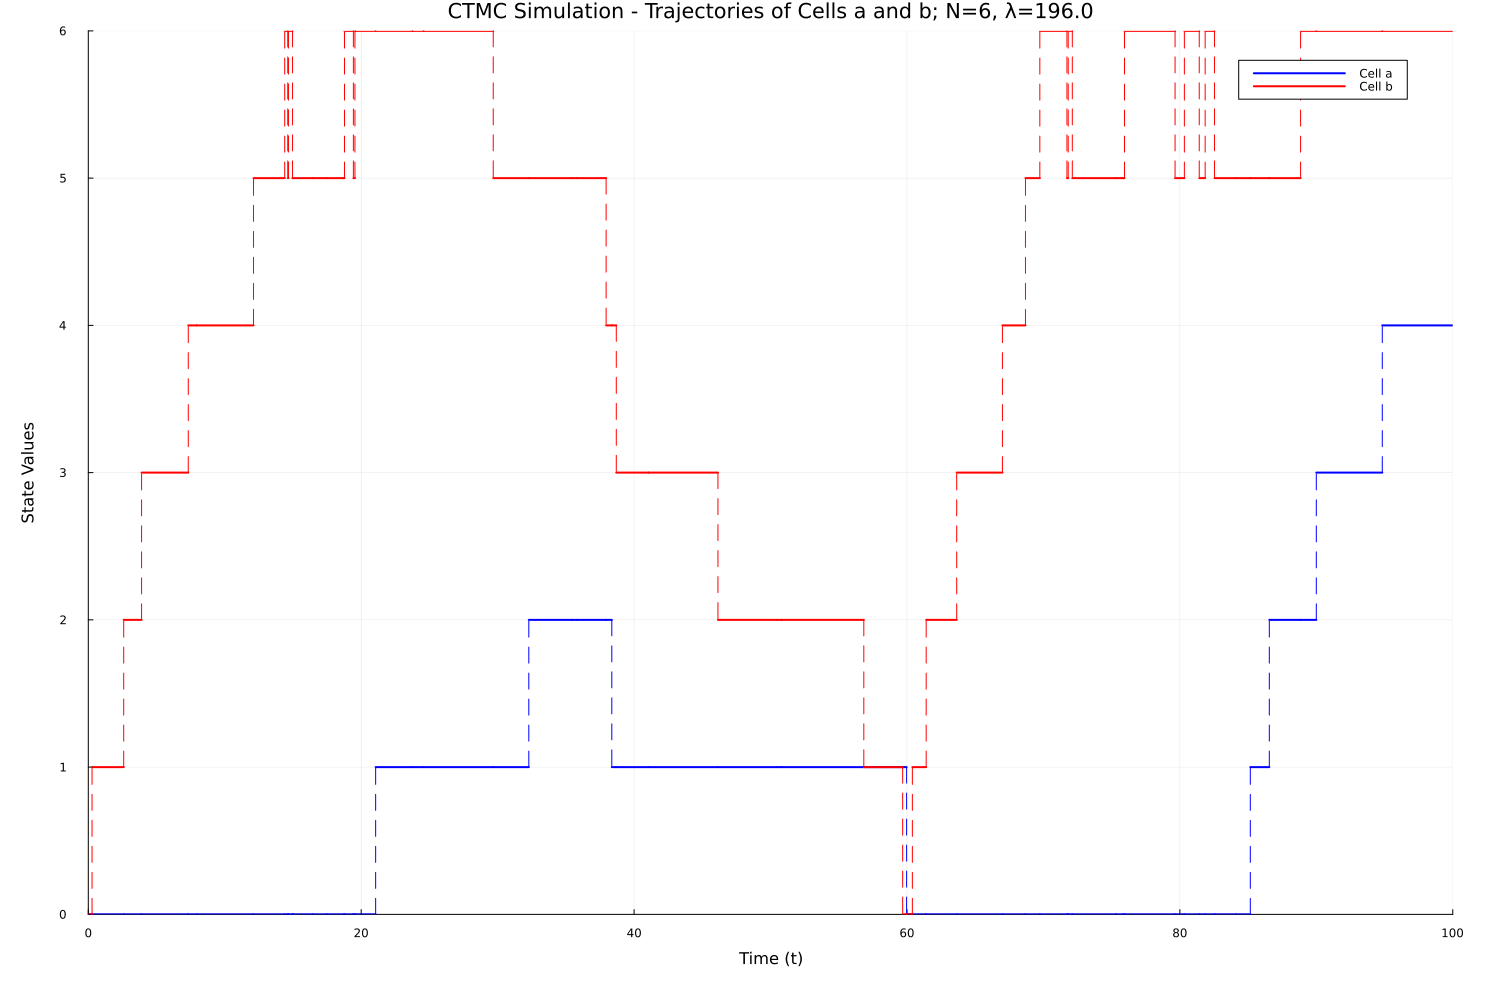 CTMC Simulation - Trajectories of Cells a and b; N=6, λ=196.0
6
Cell a
Cell b
5
4
State Values
3
2
1
0
0 20 40 60 80 100
Time (t)